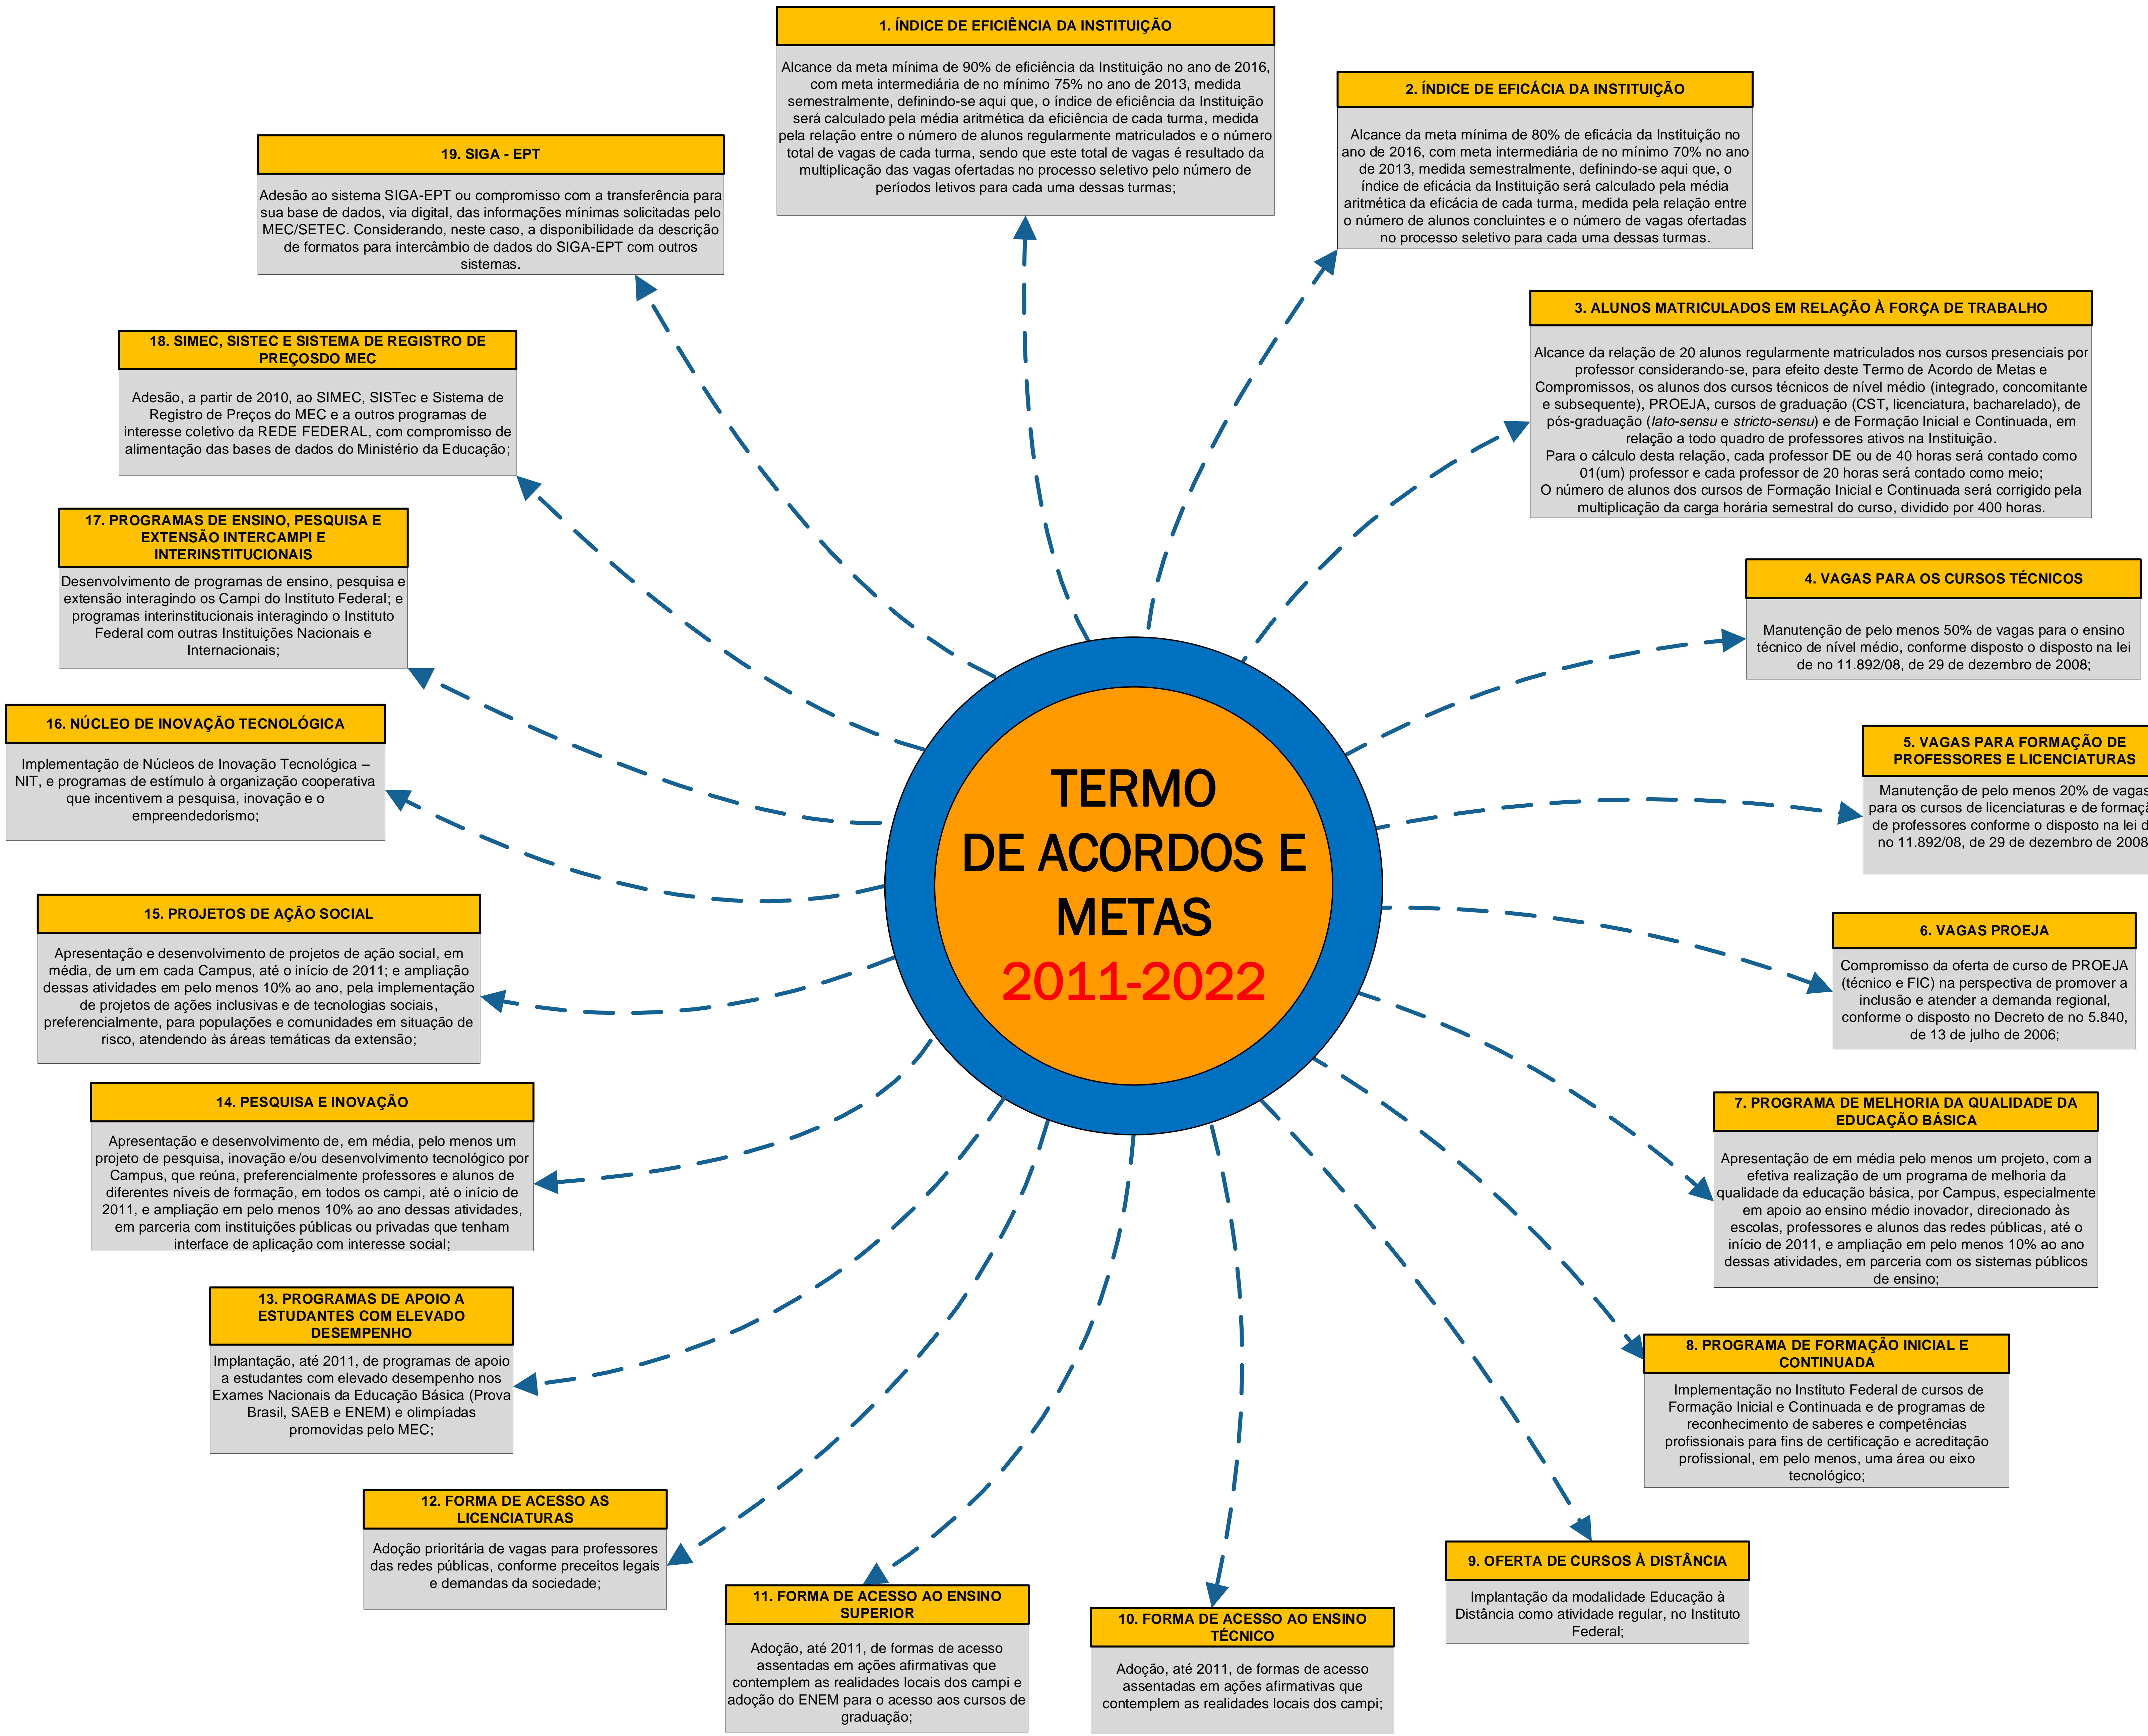 1. ÍNDICE DE EFICIÊNCIA DA INSTITUIÇÃO
Alcance da meta mínima de 90% de eficiência da Instituição no ano de 2016,
com meta intermediária de no mínimo 75% no ano de 2013, medida
semestralmente, definindo-se aqui que, o índice de eficiência da Instituição
será calculado pela média aritmética da eficiência de cada turma, medida
pela relação entre o número de alunos regularmente matriculados e o número
total de vagas de cada turma, sendo que este total de vagas é resultado da
multiplicação das vagas ofertadas no processo seletivo pelo número de
períodos letivos para cada uma dessas turmas;
2. ÍNDICE DE EFICÁCIA DA INSTITUIÇÃO
Alcance da meta mínima de 80% de eficácia da Instituição no
ano de 2016, com meta intermediária de no mínimo 70% no ano
de 2013, medida semestralmente, definindo-se aqui que, o
índice de eficácia da Instituição será calculado pela média
aritmética da eficácia de cada turma, medida pela relação entre
o número de alunos concluintes e o número de vagas ofertadas
no processo seletivo para cada uma dessas turmas.
3. ALUNOS MATRICULADOS EM RELAÇÃO À FORÇA DE TRABALHO
Alcance da relação de 20 alunos regularmente matriculados nos cursos presenciais por
professor considerando-se, para efeito deste Termo de Acordo de Metas e
Compromissos, os alunos dos cursos técnicos de nível médio (integrado, concomitante
e subsequente), PROEJA, cursos de graduação (CST, licenciatura, bacharelado), de
pós-graduação (lato-sensu e stricto-sensu) e de Formação Inicial e Continuada, em
relação a todo quadro de professores ativos na Instituição.
Para o cálculo desta relação, cada professor DE ou de 40 horas será contado como
01(um) professor e cada professor de 20 horas será contado como meio;
O número de alunos dos cursos de Formação Inicial e Continuada será corrigido pela
multiplicação da carga horária semestral do curso, dividido por 400 horas.
4. VAGAS PARA OS CURSOS TÉCNICOS
Manutenção de pelo menos 50% de vagas para o ensino
técnico de nível médio, conforme disposto o disposto na lei
de no 11.892/08, de 29 de dezembro de 2008;
5. VAGAS PARA FORMAÇÃO DE
PROFESSORES E LICENCIATURAS
Manutenção de pelo menos 20% de vagas
para os cursos de licenciaturas e de formaçã
de professores conforme o disposto na lei d
no 11.892/08, de 29 de dezembro de 2008
6. VAGAS PROEJA
Compromisso da oferta de curso de PROEJA
(técnico e FIC) na perspectiva de promover a
inclusão e atender a demanda regional,
conforme o disposto no Decreto de no 5.840,
de 13 de julho de 2006;
7. PROGRAMA DE MELHORIA DA QUALIDADE DA
EDUCAÇÃO BÁSICA
Apresentação de em média pelo menos um projeto, com a
efetiva realização de um programa de melhoria da
qualidade da educação básica, por Campus, especialmente
em apoio ao ensino médio inovador, direcionado às
escolas, professores e alunos das redes públicas, até o
início de 2011, e ampliação em pelo menos 10% ao ano
dessas atividades, em parceria com os sistemas públicos
de ensino;
8. PROGRAMA DE FORMAÇÃO INICIAL E
CONTINUADA
Implementação no Instituto Federal de cursos de
Formação Inicial e Continuada e de programas de
reconhecimento de saberes e competências
profissionais para fins de certificação e acreditação
profissional, em pelo menos, uma área ou eixo
tecnológico;
9. OFERTA DE CURSOS À DISTÂNCIA
Implantação da modalidade Educação à
Distância como atividade regular, no Instituto
Federal;
10. FORMA DE ACESSO AO ENSINO
TÉCNICO
Adoção, até 2011, de formas de acesso
assentadas em ações afirmativas que
contemplem as realidades locais dos campi;
11. FORMA DE ACESSO AO ENSINO
SUPERIOR
Adoção, até 2011, de formas de acesso
assentadas em ações afirmativas que
contemplem as realidades locais dos campi e
adoção do ENEM para o acesso aos cursos de
graduação;
12. FORMA DE ACESSO AS
LICENCIATURAS
Adoção prioritária de vagas para professores
das redes públicas, conforme preceitos legais
e demandas da sociedade;
13. PROGRAMAS DE APOIO A
ESTUDANTES COM ELEVADO
DESEMPENHO
Implantação, até 2011, de programas de apoio
a estudantes com elevado desempenho nos
Exames Nacionais da Educação Básica (Prova
Brasil, SAEB e ENEM) e olimpíadas
promovidas pelo MEC;
14. PESQUISA E INOVAÇÃO
Apresentação e desenvolvimento de, em média, pelo menos um
projeto de pesquisa, inovação e/ou desenvolvimento tecnológico por
Campus, que reúna, preferencialmente professores e alunos de
diferentes níveis de formação, em todos os campi, até o início de
2011, e ampliação em pelo menos 10% ao ano dessas atividades,
em parceria com instituições públicas ou privadas que tenham
interface de aplicação com interesse social;
15. PROJETOS DE AÇÃO SOCIAL
Apresentação e desenvolvimento de projetos de ação social, em
média, de um em cada Campus, até o início de 2011; e ampliação
dessas atividades em pelo menos 10% ao ano, pela implementação
de projetos de ações inclusivas e de tecnologias sociais,
preferencialmente, para populações e comunidades em situação de
risco, atendendo às áreas temáticas da extensão;
16. NÚCLEO DE INOVAÇÃO TECNOLÓGICA
Implementação de Núcleos de Inovação Tecnológica –
NIT, e programas de estímulo à organização cooperativa
que incentivem a pesquisa, inovação e o
empreendedorismo;
17. PROGRAMAS DE ENSINO, PESQUISA E
EXTENSÃO INTERCAMPI E
INTERINSTITUCIONAIS
Desenvolvimento de programas de ensino, pesquisa e
extensão interagindo os Campi do Instituto Federal; e
programas interinstitucionais interagindo o Instituto
Federal com outras Instituições Nacionais e
Internacionais;
18. SIMEC, SISTEC E SISTEMA DE REGISTRO DE
PREÇOSDO MEC
Adesão, a partir de 2010, ao SIMEC, SISTec e Sistema de
Registro de Preços do MEC e a outros programas de
interesse coletivo da REDE FEDERAL, com compromisso de
alimentação das bases de dados do Ministério da Educação;
19. SIGA - EPT
Adesão ao sistema SIGA-EPT ou compromisso com a transferência para
sua base de dados, via digital, das informações mínimas solicitadas pelo
MEC/SETEC. Considerando, neste caso, a disponibilidade da descrição
de formatos para intercâmbio de dados do SIGA-EPT com outros
sistemas.
TERMO
DE ACORDOS E
METAS
2011-2022